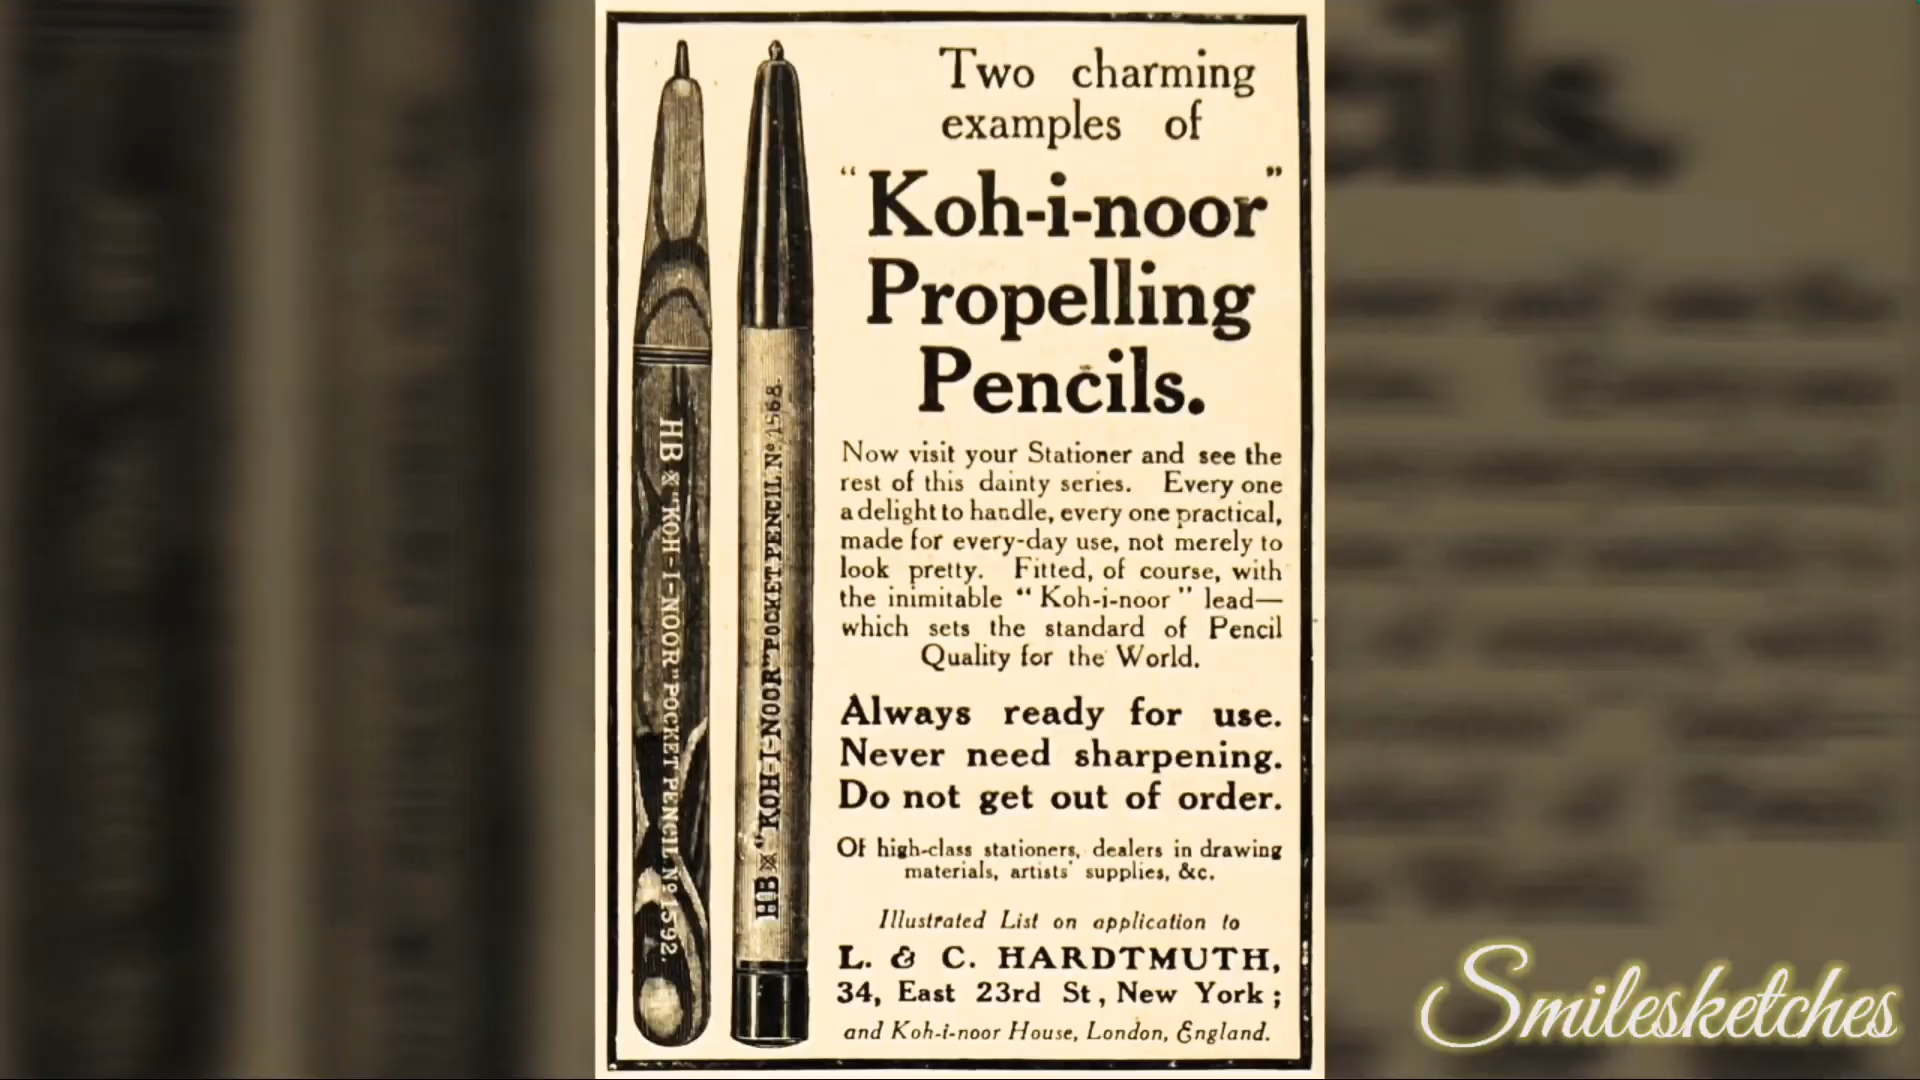 Two charming
examples of
"Koh-i-noor"
Propelling
Pencils.
Now visit your Stationer and see the
rest of this dainty series. Every one
a delight to handle, every one practical,
made for every-day use, not merely to
look pretty. Fitted, of course, with
the inimitable "Koh-i-noor" lead—
which sets the standard of Pencil
Quality for the World.
Always ready for use.
Never need sharpening.
Do not get out of order.
Of high-class stationers, dealers in drawing
materials, artists' supplies, &c.
Illustrated List on application to
L. & C. HARDTMUTH,
34, East 23rd St, New York;
and Koh-i-noor House, London, England.
HB "KOH-I-NOOR" POCKET PENCIL No 1592.
HB "KOH-I-NOOR" POCKET PENCIL No 1568.
Smilesketches